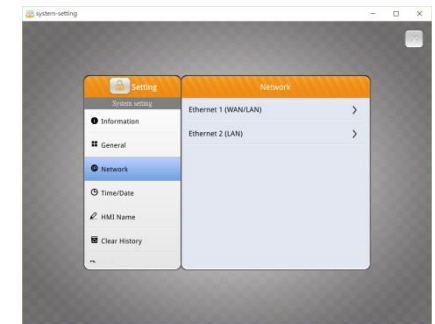 system-setting
Setting
System setting
Information
General
Network
Time/Date
HMI Name
Clear History
Network
Ethernet 1 (WAN/LAN)
Ethernet 2 (LAN)